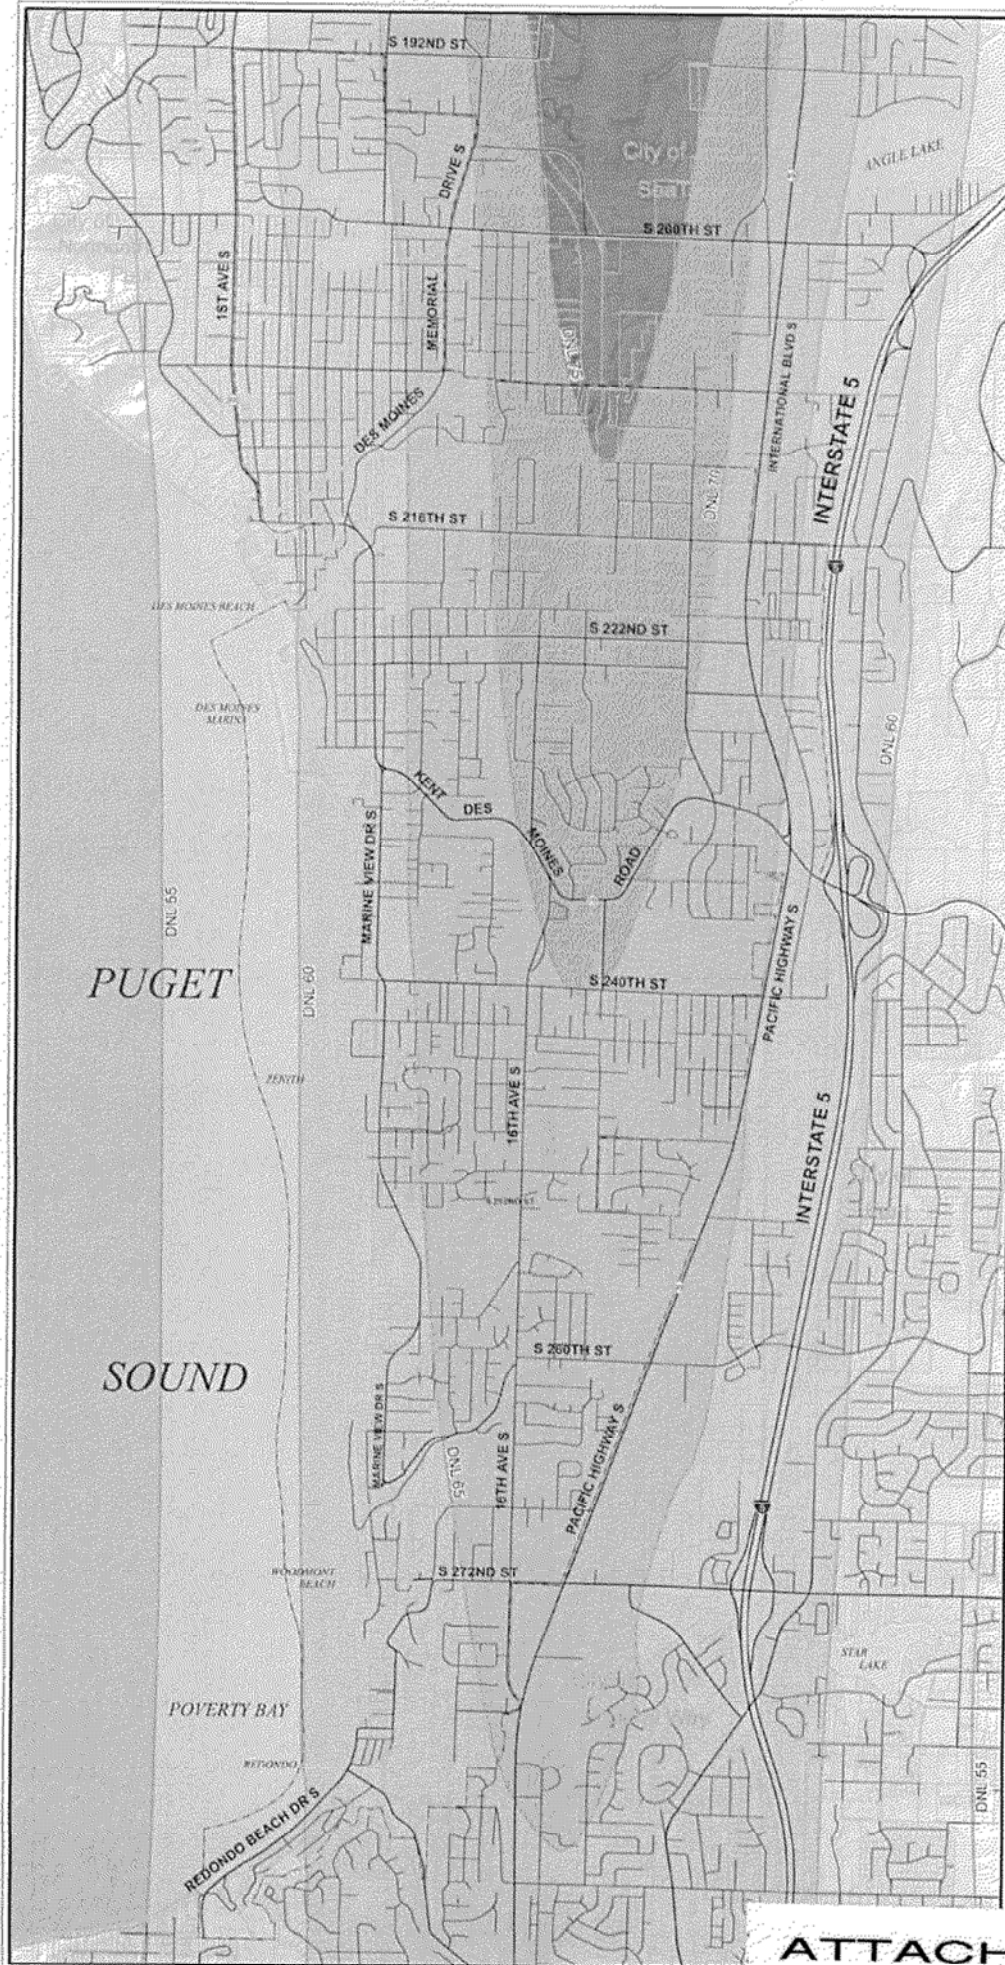 S 192ND ST
City of
SeaT
ANGLE LAKE
DRIVE S
S 200TH ST
City of
1ST AVE S
MEMORIAL
DNL 75
INTERNATIONAL BLVD S
INTERSTATE 5
DES MOINES
DNL 70
S 216TH ST
DES MOINES BEACH
S 222ND ST
DES MOINES
MARINA
DNL 60
KENT
DES
MOINES
ROAD
MARINE VIEW DR S
DNL 55
PACIFIC HIGHWAY S
PUGET
DNL 60
S 240TH ST
ZENITH
16TH AVE S
INTERSTATE 5
S 260TH ST
SOUND
MARINE VIEW DR S
DNL 65
16TH AVE S
PACIFIC HIGHWAY S
WOODMONT
BEACH
S 272ND ST
STAR
LAKE
POVERTY BAY
REDONDO
DNL 55
REDONDO BEACH DR S
ATTACH